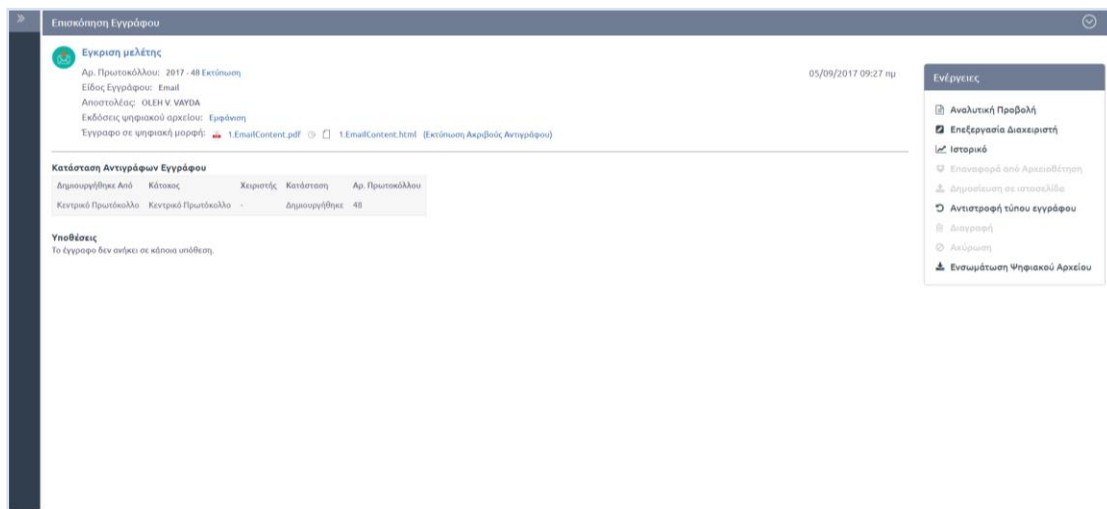 Επισκόπηση Εγγράφου
Εγκριση μελέτης
Αρ. Πρωτοκόλλου: 2017 - 48 Εκτύπωση
05/09/2017 09:27 πμ
Είδος Εγγράφου: Email
Αποστολέας: OLEH V. VAYDA
Εκδόσεις ψηφιακού αρχείου: Εμφάνιση
Έγγραφο σε ψηφιακή μορφή: 1.EmailContent.pdf 1.EmailContent.html (Εκτύπωση Ακριβούς Αντιγράφου)
Κατάσταση Αντιγράφων Εγγράφου
Δημιουργήθηκε Από Κάτοχος Χειριστής Κατάσταση Αρ. Πρωτοκόλλου
Κεντρικό Πρωτόκολλο Κεντρικό Πρωτόκολλο - Δημιουργήθηκε 48
Υποθέσεις
Το έγγραφο δεν ανήκει σε κάποια υπόθεση.
Ενέργειες
Αναλυτική Προβολή
Επεξεργασία Διαχειριστή
Ιστορικό
Επαναφορά από Αρχειοθέτηση
Δημοσίευση σε ιστοσελίδα
Αντιστροφή τύπου εγγράφου
Διαγραφή
Ακύρωση
Ενσωμάτωση Ψηφιακού Αρχείου